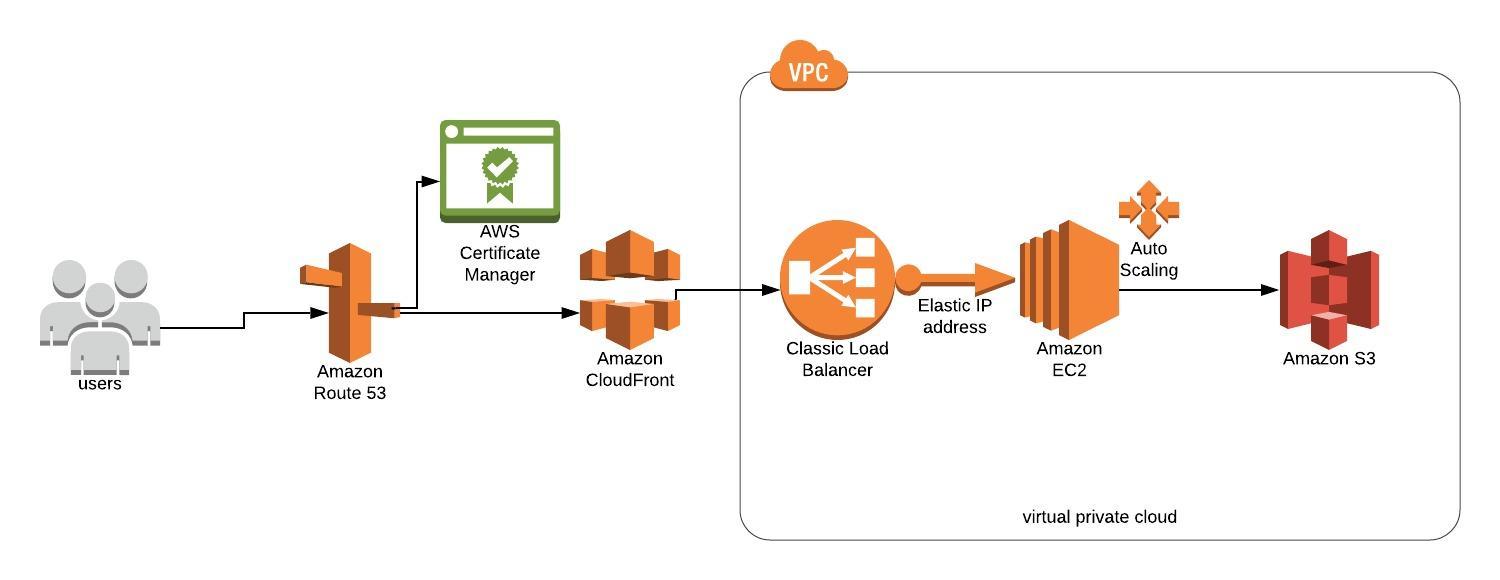 VPC
AWS
Certificate
Manager
users
Amazon
Route 53
Amazon
CloudFront
Classic Load
Balancer
Elastic IP
address
Amazon
EC2
Auto
Scaling
Amazon S3
virtual private cloud